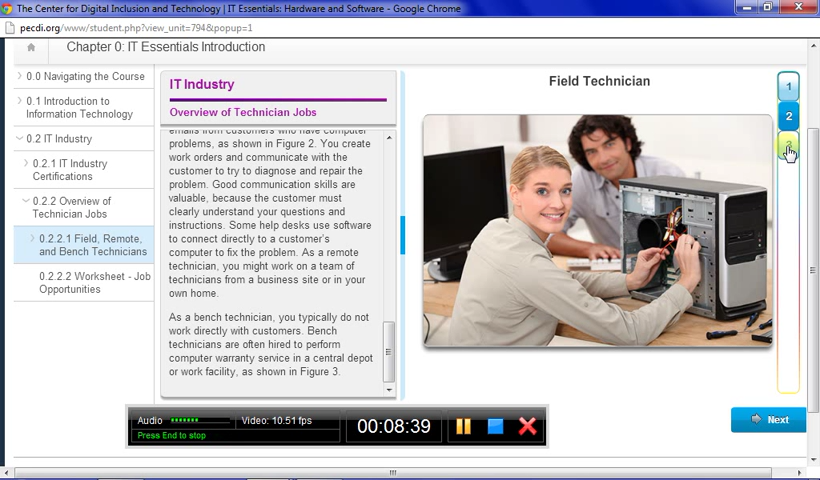 The Center for Digital Inclusion and Technology | IT Essentials: Hardware and Software - Google Chrome
pecdi.org/www/student.php?view_unit=794&popup=1
Chapter 0: IT Essentials Introduction
0.0 Navigating the Course
0.1 Introduction to
Information Technology
0.2 IT Industry
0.2.1 IT Industry
Certifications
0.2.2 Overview of
Technician Jobs
0.2.2.1 Field, Remote,
and Bench Technicians
0.2.2.2 Worksheet - Job
Opportunities
IT Industry
Overview of Technician Jobs
emails from customers who have computer
problems, as shown in Figure 2. You create
work orders and communicate with the
customer to try to diagnose and repair the
problem. Good communication skills are
valuable, because the customer must
clearly understand your questions and
instructions. Some help desks use software
to connect directly to a customer's
computer to fix the problem. As a remote
technician, you might work on a team of
technicians from a business site or in your
own home.
As a bench technician, you typically do not
work directly with customers. Bench
technicians are often hired to perform
computer warranty service in a central depot
or work facility, as shown in Figure 3.
Field Technician
1
2
3
Next
Audio
Video: 10.51 fps
Press End to stop
00:08:39